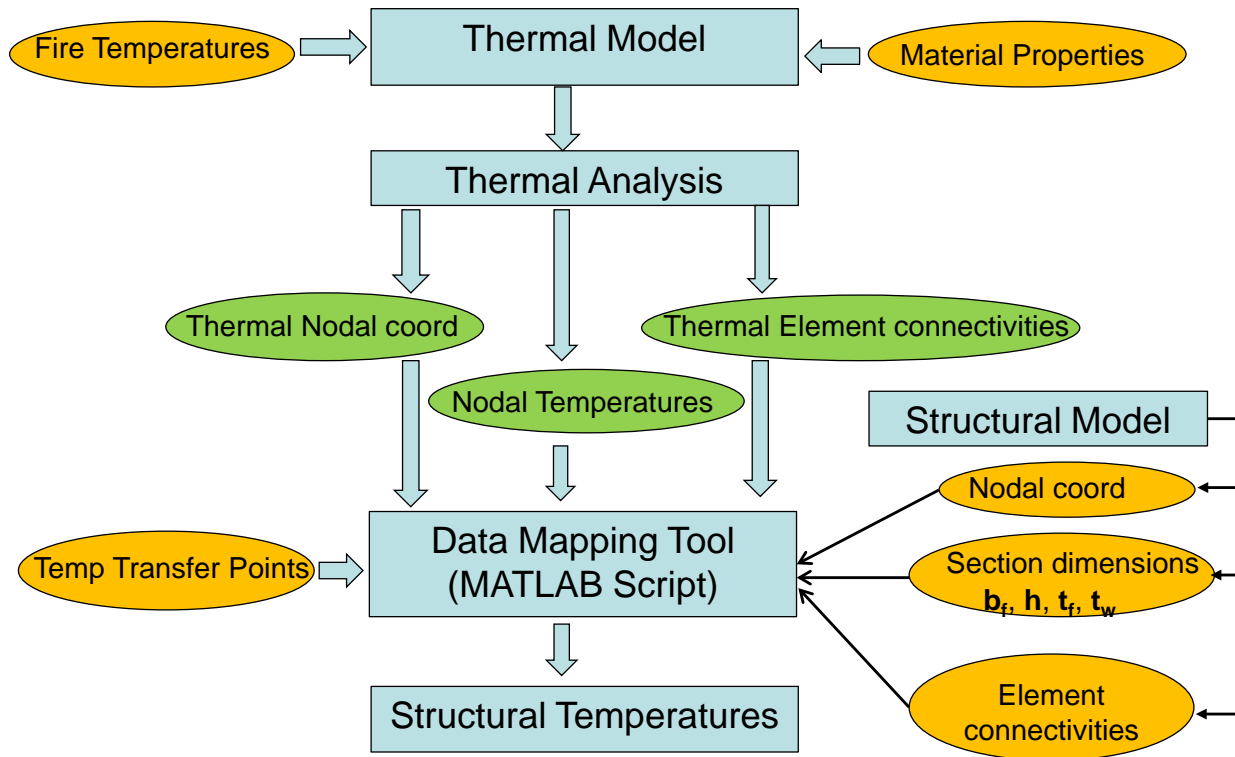 Fire Temperatures
Thermal Model
Material Properties
Thermal Analysis
Thermal Nodal coord
Thermal Element connectivities
Nodal Temperatures
Structural Model
Nodal coord
Temp Transfer Points
Data Mapping Tool
(MATLAB Script)
Section dimensions
bf, h, tf, tw
Structural Temperatures
Element
connectivities